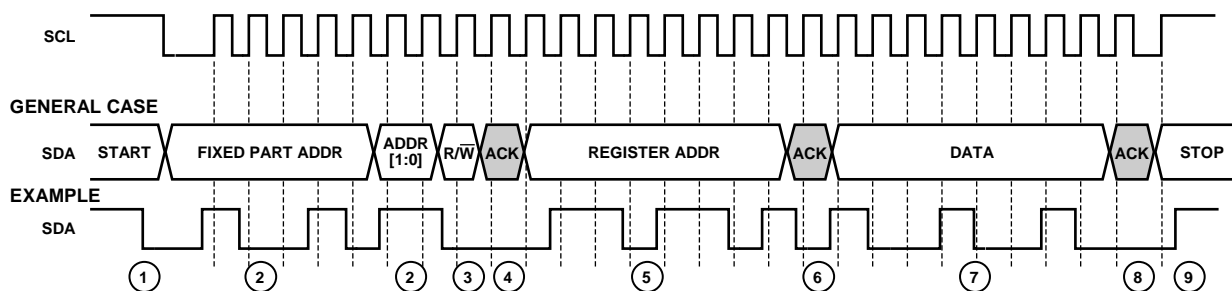 SCL
GENERAL CASE
SDA START FIXED PART ADDR ADDR [1:0] R/W̅ ACK REGISTER ADDR ACK DATA ACK STOP
EXAMPLE
SDA
1 2 2 3 4 5 6 7 8 9